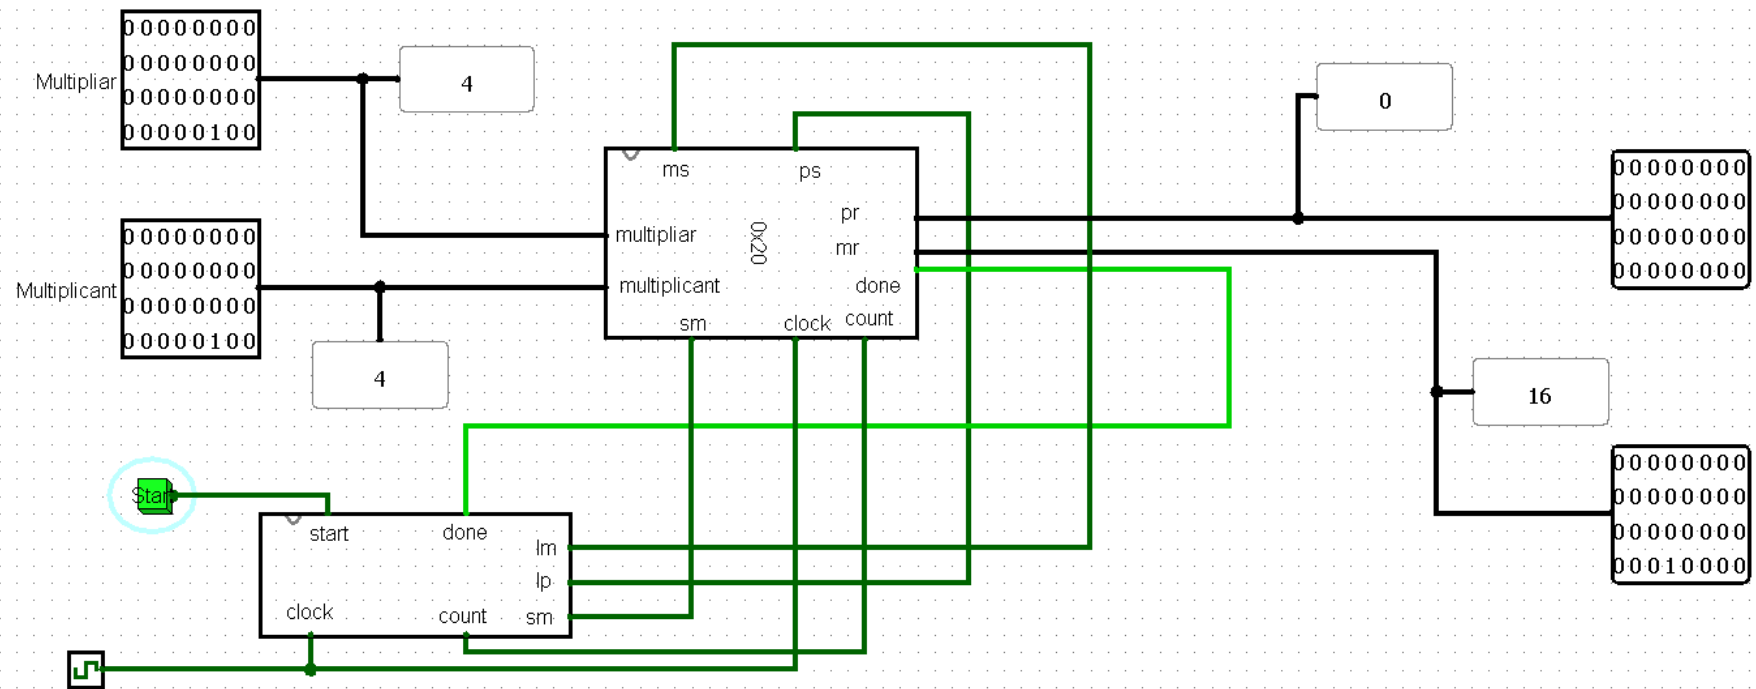 00000000
00000000
00000000
00000100
Multipliar
4
0
ms
ps
pr
mr
done
multipliar
multiplicant
0x20
sm
clock
count
00000000
00000000
00000000
00000000
00000000
00000000
00000000
00000100
Multiplicant
4
16
Start
start
done
lm
lp
sm
clock
count
00000000
00000000
00000000
00010000